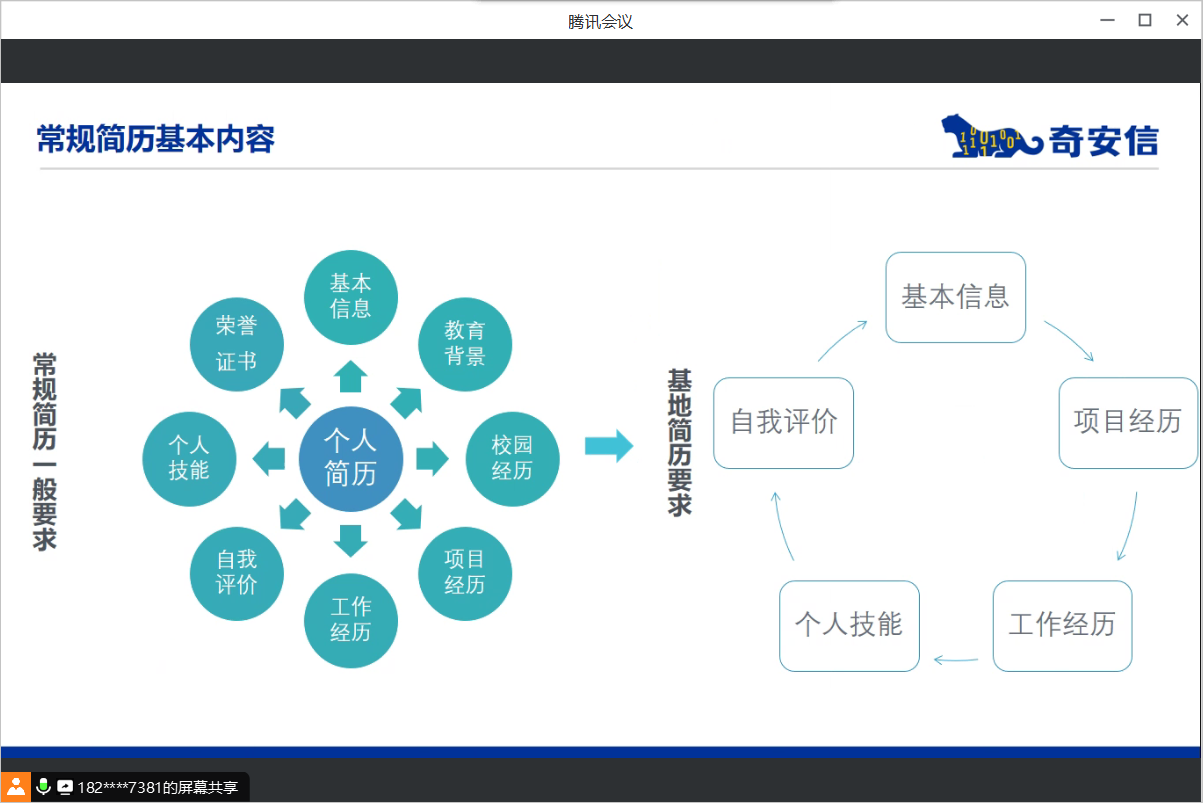 腾讯会议
常规简历基本内容
奇安信
常规简历一般要求
基本
信息
教育
背景
校园
经历
项目
经历
工作
经历
自我
评价
个人
技能
荣誉
证书
个人
简历
基地简历要求
基本信息
项目经历
工作经历
个人技能
自我评价
182****7381的屏幕共享